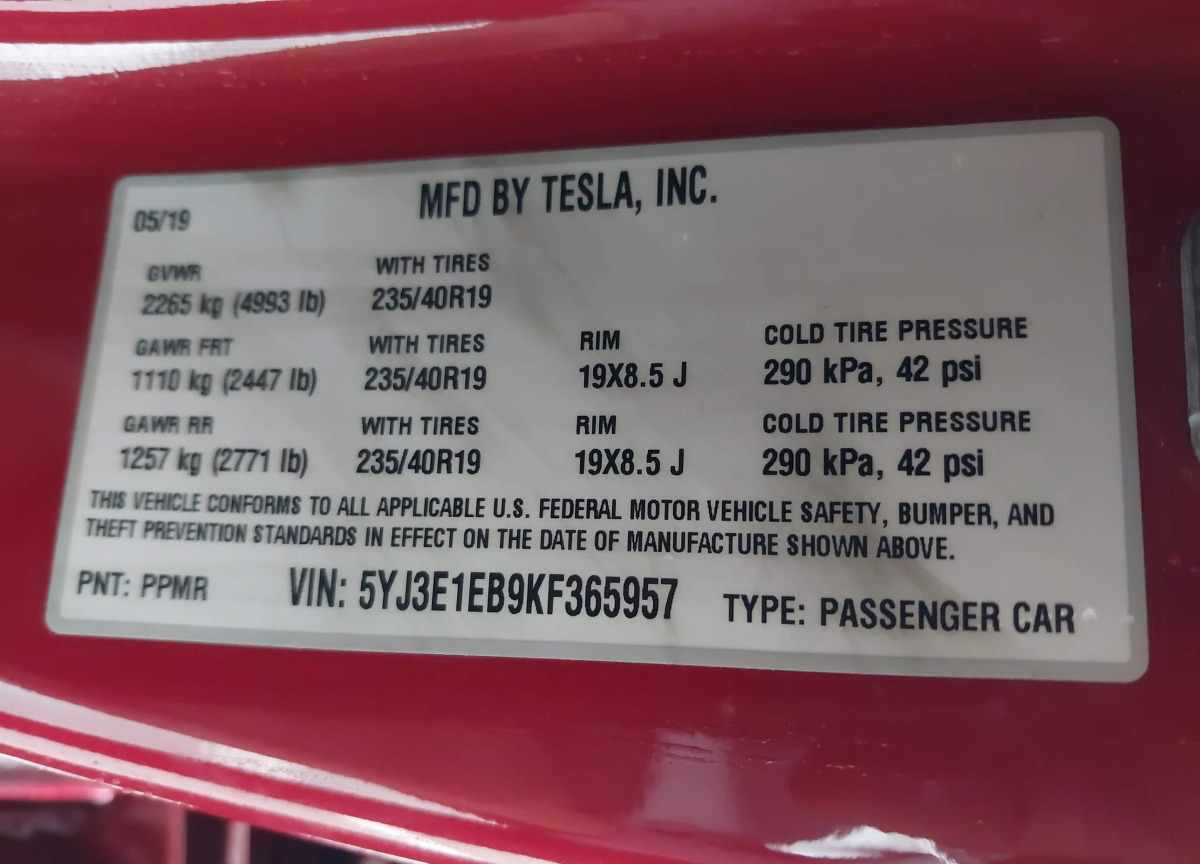 MFD BY TESLA, INC.
05/19
GVWR WITH TIRES
2265 kg (4993 lb) 235/40R19
GAWR FRT WITH TIRES RIM COLD TIRE PRESSURE
1110 kg (2447 lb) 235/40R19 19X8.5 J 290 kPa, 42 psi
GAWR RR WITH TIRES RIM COLD TIRE PRESSURE
1257 kg (2771 lb) 235/40R19 19X8.5 J 290 kPa, 42 psi
THIS VEHICLE CONFORMS TO ALL APPLICABLE U.S. FEDERAL MOTOR VEHICLE SAFETY, BUMPER, AND
THEFT PREVENTION STANDARDS IN EFFECT ON THE DATE OF MANUFACTURE SHOWN ABOVE.
PNT: PPMR VIN: 5YJ3E1EB9KF365957 TYPE: PASSENGER CAR